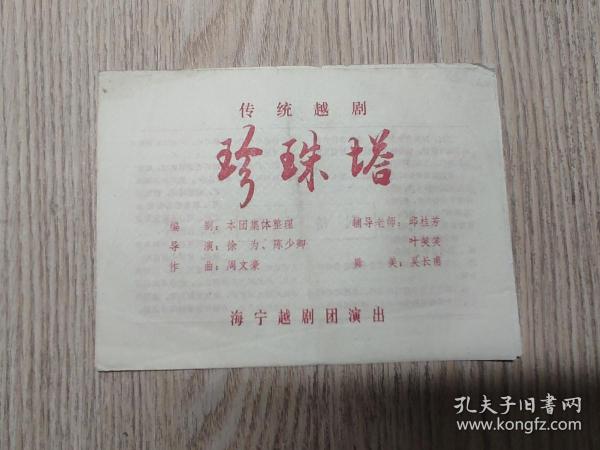 传统越剧
珍珠塔
编 剧：本团集体整理 辅导老师：邱桂芳
导 演：徐 为、陈少卿 叶笑笑
作 曲：周文豪 舞 美：吴长甫
海宁越剧团演出
孔夫子旧书网
www.kongfz.com